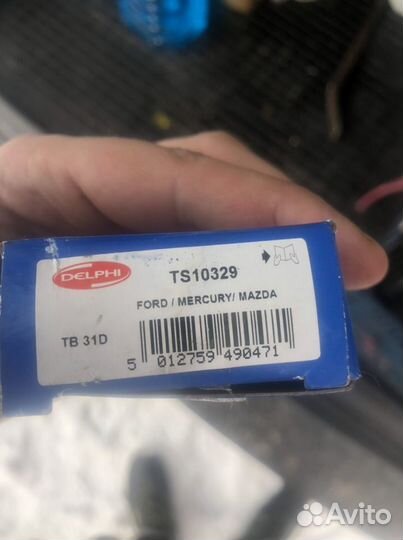 DELPHI
TS10329
FORD / MERCURY/ MAZDA
TB 31D
5 012759 490471
Avito